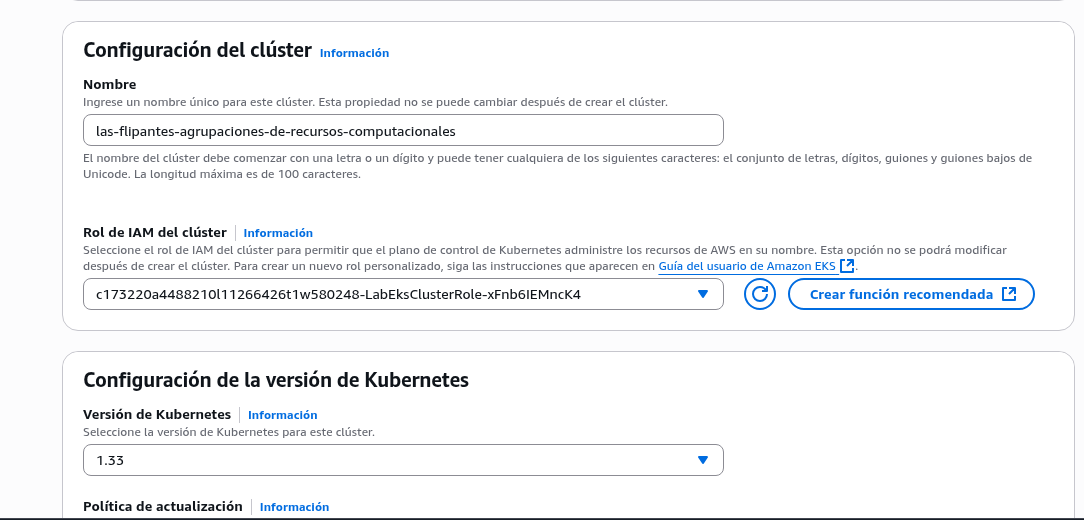 Configuración del clúster Información
Nombre
Ingrese un nombre único para este clúster. Esta propiedad no se puede cambiar después de crear el clúster.
las-flipantes-agrupaciones-de-recursos-computacionales
El nombre del clúster debe comenzar con una letra o un dígito y puede tener cualquiera de los siguientes caracteres: el conjunto de letras, dígitos, guiones y guiones bajos de
Unicode. La longitud máxima es de 100 caracteres.
Rol de IAM del clúster Información
Seleccione el rol de IAM del clúster para permitir que el plano de control de Kubernetes administre los recursos de AWS en su nombre. Esta opción no se podrá modificar
después de crear el clúster. Para crear un nuevo rol personalizado, siga las instrucciones que aparecen en Guía del usuario de Amazon EKS.
c173220a4488210l11266426t1w580248-LabEksClusterRole-xFnb6IEMncK4
Crear función recomendada
Configuración de la versión de Kubernetes
Versión de Kubernetes Información
Seleccione la versión de Kubernetes para este clúster.
1.33
Política de actualización Información